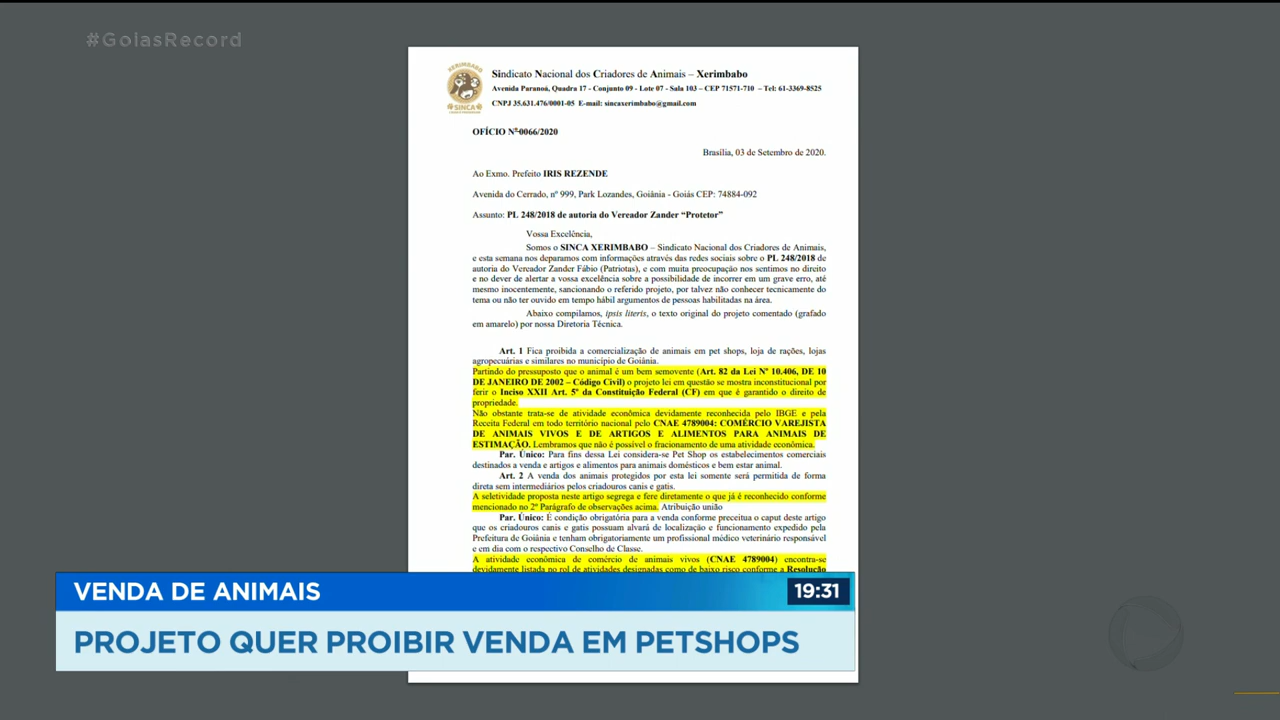 #GoiasRecord
XERIMBABO
SINCA
Sindicato Nacional dos Criadores de Animais – Xerimbabo
Avenida Paranoá, Quadra 17 - Conjunto 09 - Lote 07 - Sala 103 – CEP 71571-710 – Tel: 61-3369-8525
CNPJ 35.631.476/0001-05 E-mail: sincaxerimbabo@gmail.com
OFÍCIO Nº 0066/2020
Brasília, 03 de Setembro de 2020.
Ao Exmo. Prefeito IRIS REZENDE
Avenida do Cerrado, nº 999, Park Lozandes, Goiânia - Goiás CEP: 74884-092
Assunto: PL 248/2018 de autoria do Vereador Zander “Protetor”
Vossa Excelência,
Somos o SINCA XERIMBABO – Sindicato Nacional dos Criadores de Animais,
e esta semana nos deparamos com informações através das redes sociais sobre o PL 248/2018 de
autoria do Vereador Zander Fábio (Patriotas), e com muita preocupação nos sentimos no direito
e no dever de alertar a vossa excelência sobre a possibilidade de incorrer em um grave erro, até
mesmo inocentemente, sancionando o referido projeto, por talvez não conhecer tecnicamente do
tema ou não ter ouvido em tempo hábil argumentos de pessoas habilitadas na área.
Abaixo compilamos, ipsis literis, o texto original do projeto comentado (grafado
em amarelo) por nossa Diretoria Técnica.
Art. 1 Fica proibida a comercialização de animais em pet shops, loja de rações, lojas
agropecuárias e similares no município de Goiânia.
Partindo do pressuposto que o animal é um bem semovente (Art. 82 da Lei Nº 10.406, DE 10
DE JANEIRO DE 2002 – Código Civil) o projeto lei em questão se mostra inconstitucional por
ferir o Inciso XXII Art. 5º da Constituição Federal (CF) em que é garantido o direito de
propriedade.
Não obstante trata-se de atividade econômica devidamente reconhecida pelo IBGE e pela
Receita Federal em todo território nacional pelo CNAE 4789004: COMÉRCIO VAREJISTA
DE ANIMAIS VIVOS E DE ARTIGOS E ALIMENTOS PARA ANIMAIS DE
ESTIMAÇÃO. Lembramos que não é possível o fracionamento de uma atividade econômica.
Par. Único: Para fins dessa Lei considera-se Pet Shop os estabelecimentos comerciais
destinados a venda e artigos e alimentos para animais domésticos e bem estar animal.
Art. 2 A venda dos animais protegidos por esta lei somente será permitida de forma
direta sem intermediários pelos criadouros canis e gatis.
A seletividade proposta neste artigo segrega e fere diretamente o que já é reconhecido conforme
mencionado no 2º Parágrafo de observações acima. Atribuição união
Par. Único: É condição obrigatória para a venda conforme preceitua o caput deste artigo
que os criadouros canis e gatis possuam alvará de localização e funcionamento expedido pela
Prefeitura de Goiânia e tenham obrigatoriamente um profissional médico veterinário responsável
e em dia com o respectivo Conselho de Classe.
A atividade econômica de comércio de animais vivos (CNAE 4789004) encontra-se
devidamente listada no rol de atividades designadas como de baixo risco conforme a Resolução
VENDA DE ANIMAIS
19:31
PROJETO QUER PROIBIR VENDA EM PETSHOPS